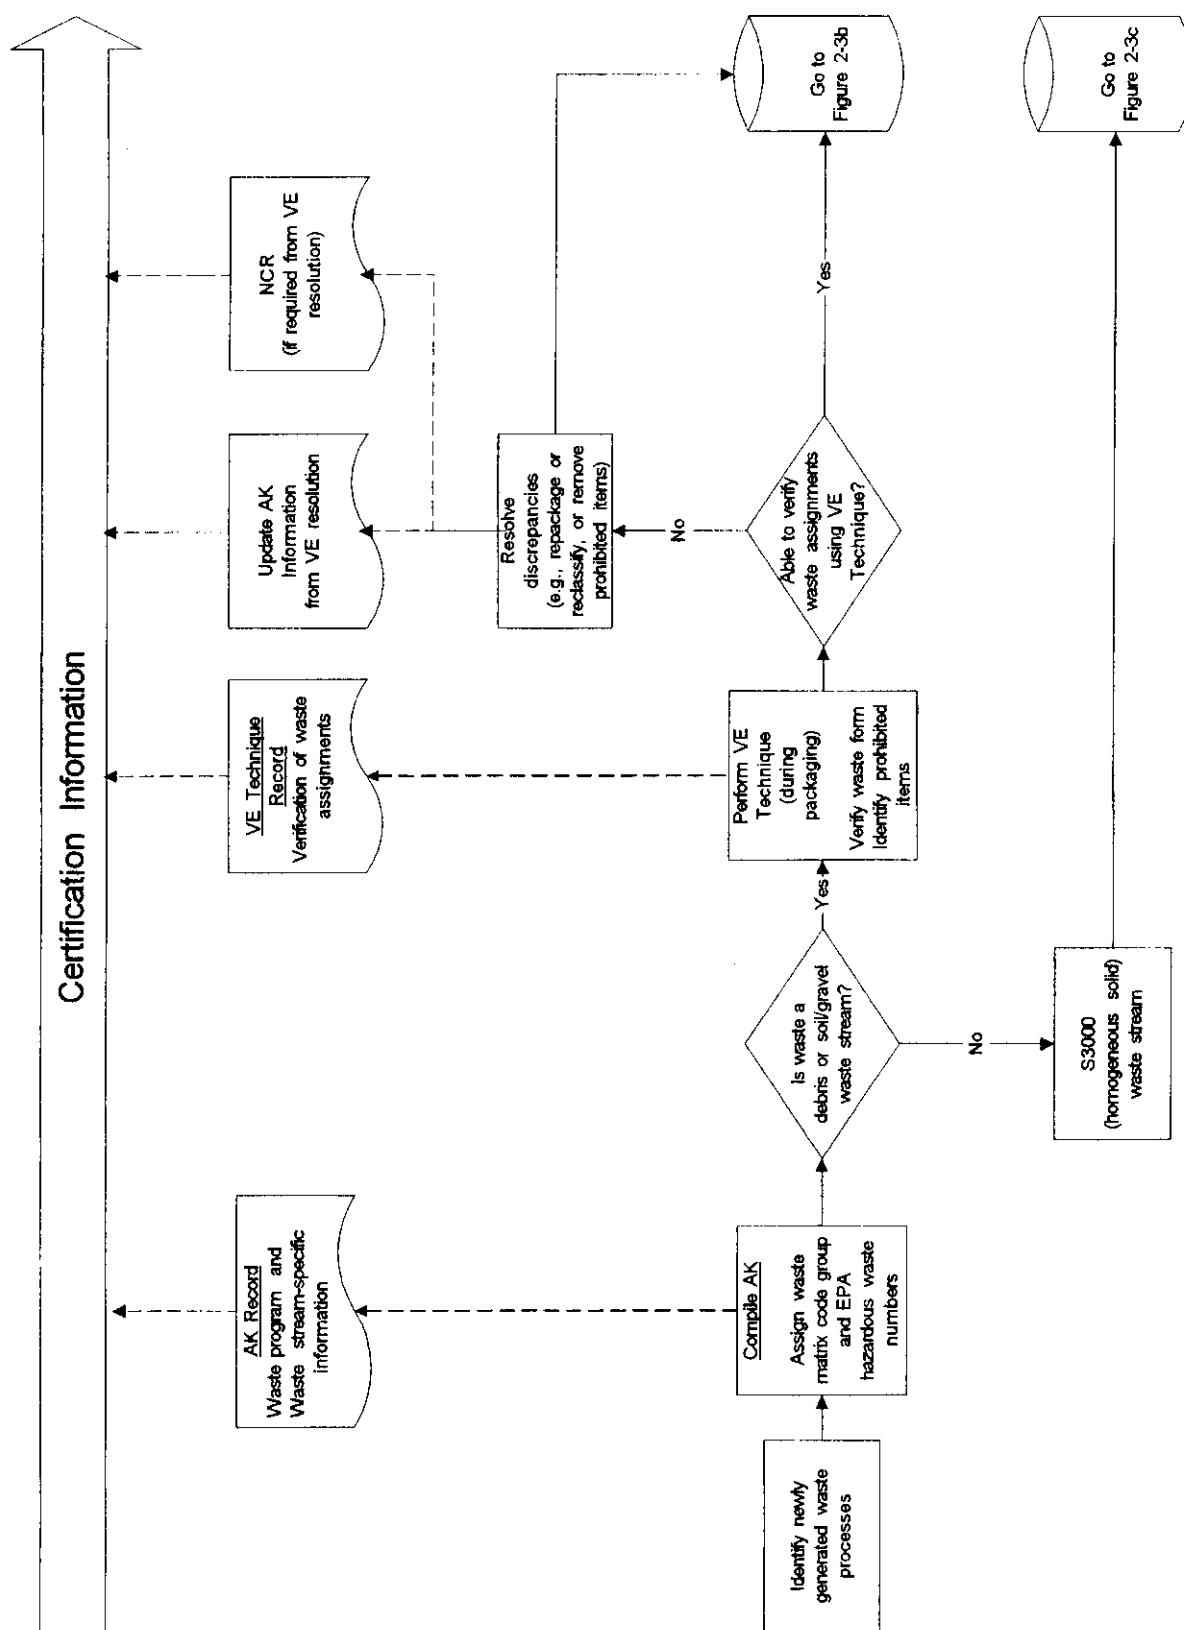 Certification Information
AK Record
Waste program and
Waste stream-specific
information
VE Technique
Record
Verification of waste
assignments
Update AK
Information
from VE resolution
NCR
(if required from VE
resolution)
Resolve
discrepancies
(e.g., repackage or
reclassify, or remove
prohibited items)
Identify newly
generated waste
processes
Compile AK
Assign waste
matrix code group
and EPA
hazardous waste
numbers
Is waste a
debris or soil/gravel
waste stream?
Yes
Perform VE
Technique
(during
packaging)
Verify waste form
Identify prohibited
items
Able to verify
waste assignments
using VE
Technique?
No
Yes
Go to
Figure 2-3b
No
S3000
(homogeneous solid)
waste stream
Go to
Figure 2-3c